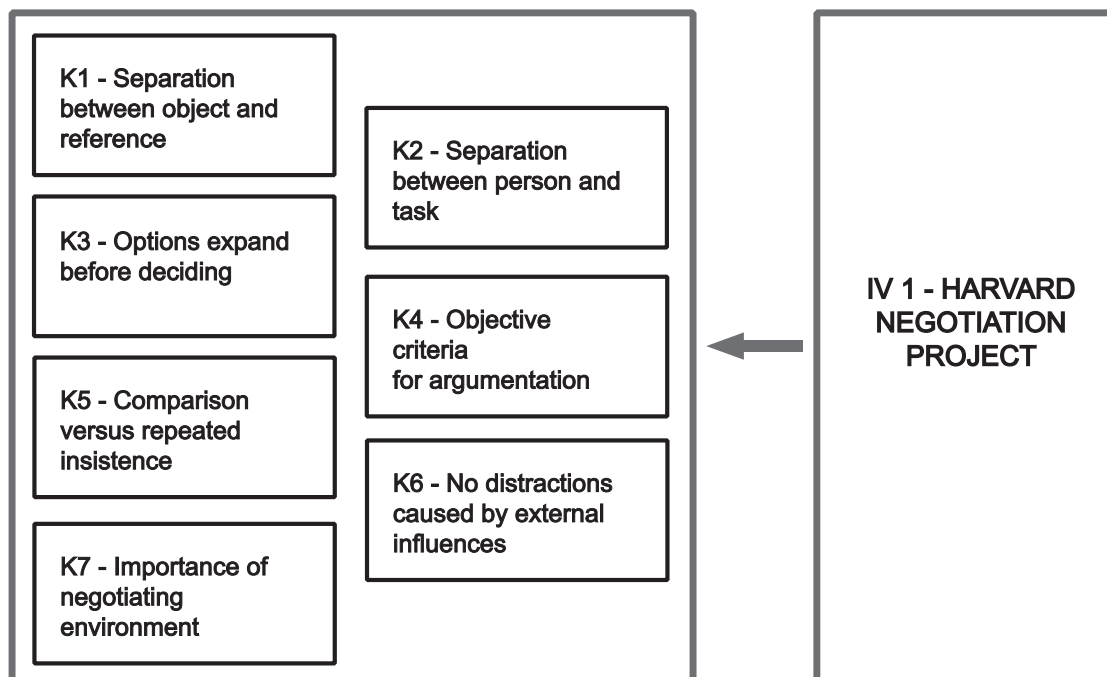 K1 - Separation
between object and
reference
K2 - Separation
between person and
task
K3 - Options expand
before deciding
K4 - Objective
criteria
for argumentation
K5 - Comparison
versus repeated
insistence
K6 - No distractions
caused by external
influences
K7 - Importance of
negotiating
environment
IV 1 - HARVARD
NEGOTIATION
PROJECT